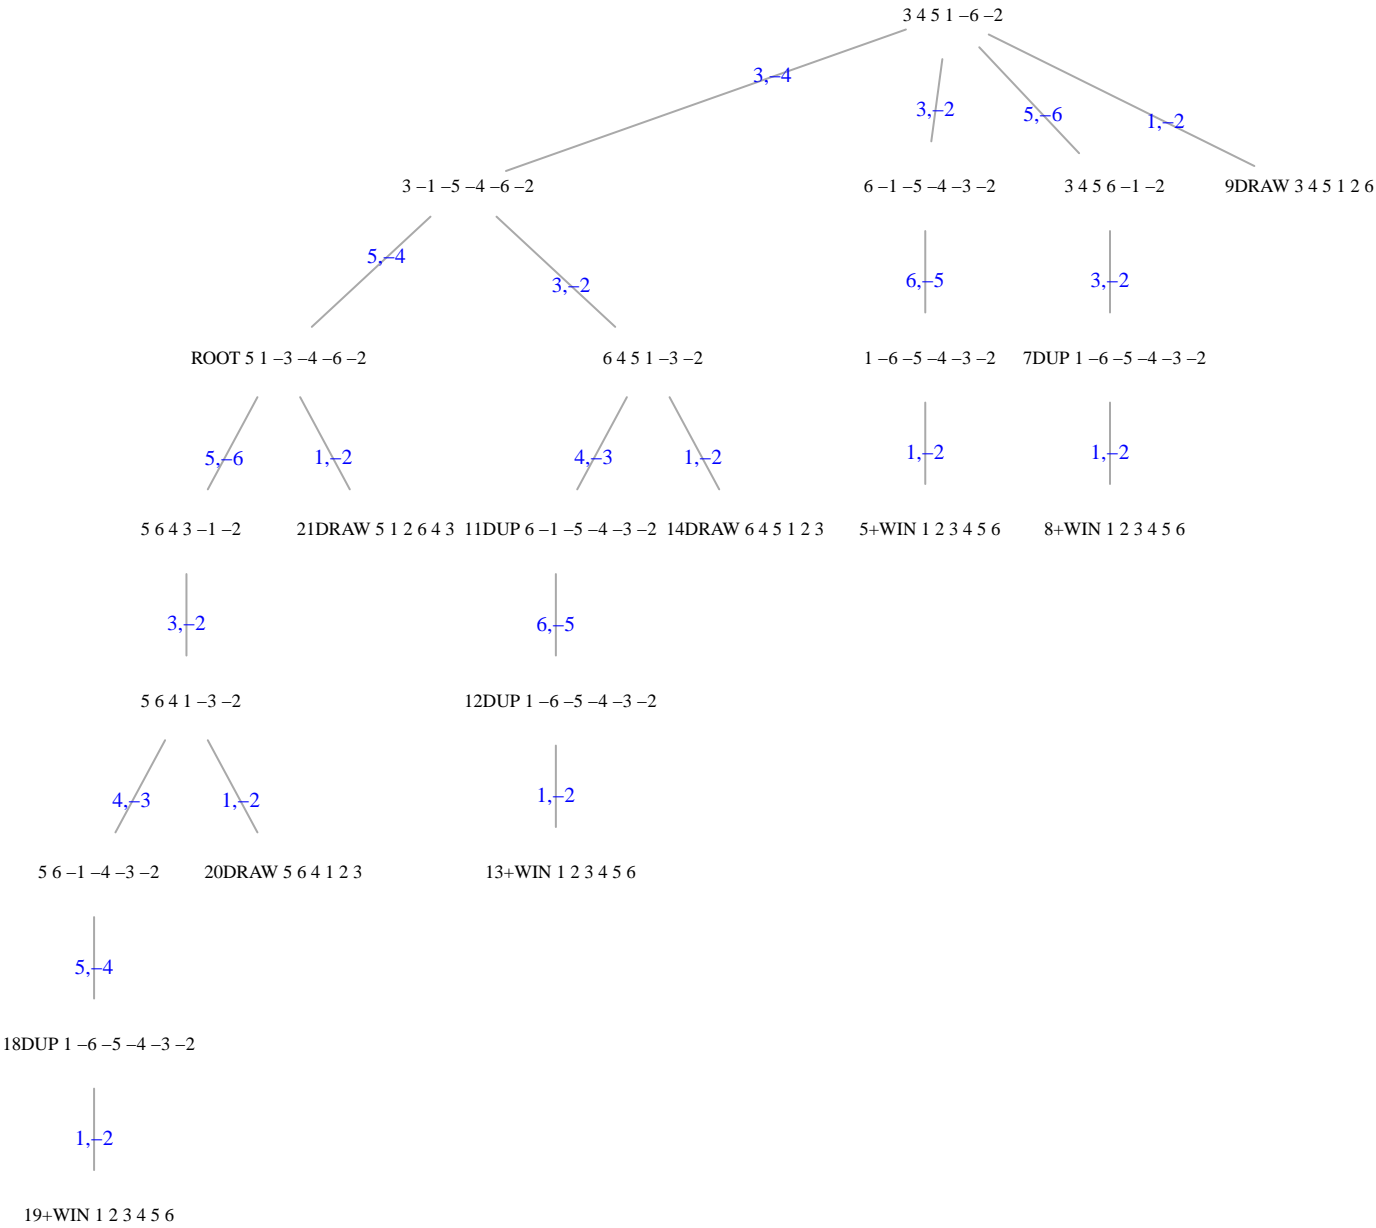 3 4 5 1 –6 –2
3,–4
3,–2
5,–6
1,–2
3 –1 –5 –4 –6 –2
6 –1 –5 –4 –3 –2
3 4 5 6 –1 –2
9DRAW 3 4 5 1 2 6
5,–4
3,–2
6,–5
3,–2
ROOT 5 1 –3 –4 –6 –2
6 4 5 1 –3 –2
1 –6 –5 –4 –3 –2
7DUP 1 –6 –5 –4 –3 –2
5,–6
1,–2
4,–3
1,–2
1,–2
1,–2
5 6 4 3 –1 –2
21DRAW 5 1 2 6 4 3
11DUP 6 –1 –5 –4 –3 –2
14DRAW 6 4 5 1 2 3
5+WIN 1 2 3 4 5 6
8+WIN 1 2 3 4 5 6
3,–2
6,–5
5 6 4 1 –3 –2
12DUP 1 –6 –5 –4 –3 –2
4,–3
1,–2
1,–2
5 6 –1 –4 –3 –2
20DRAW 5 6 4 1 2 3
13+WIN 1 2 3 4 5 6
5,–4
18DUP 1 –6 –5 –4 –3 –2
1,–2
19+WIN 1 2 3 4 5 6